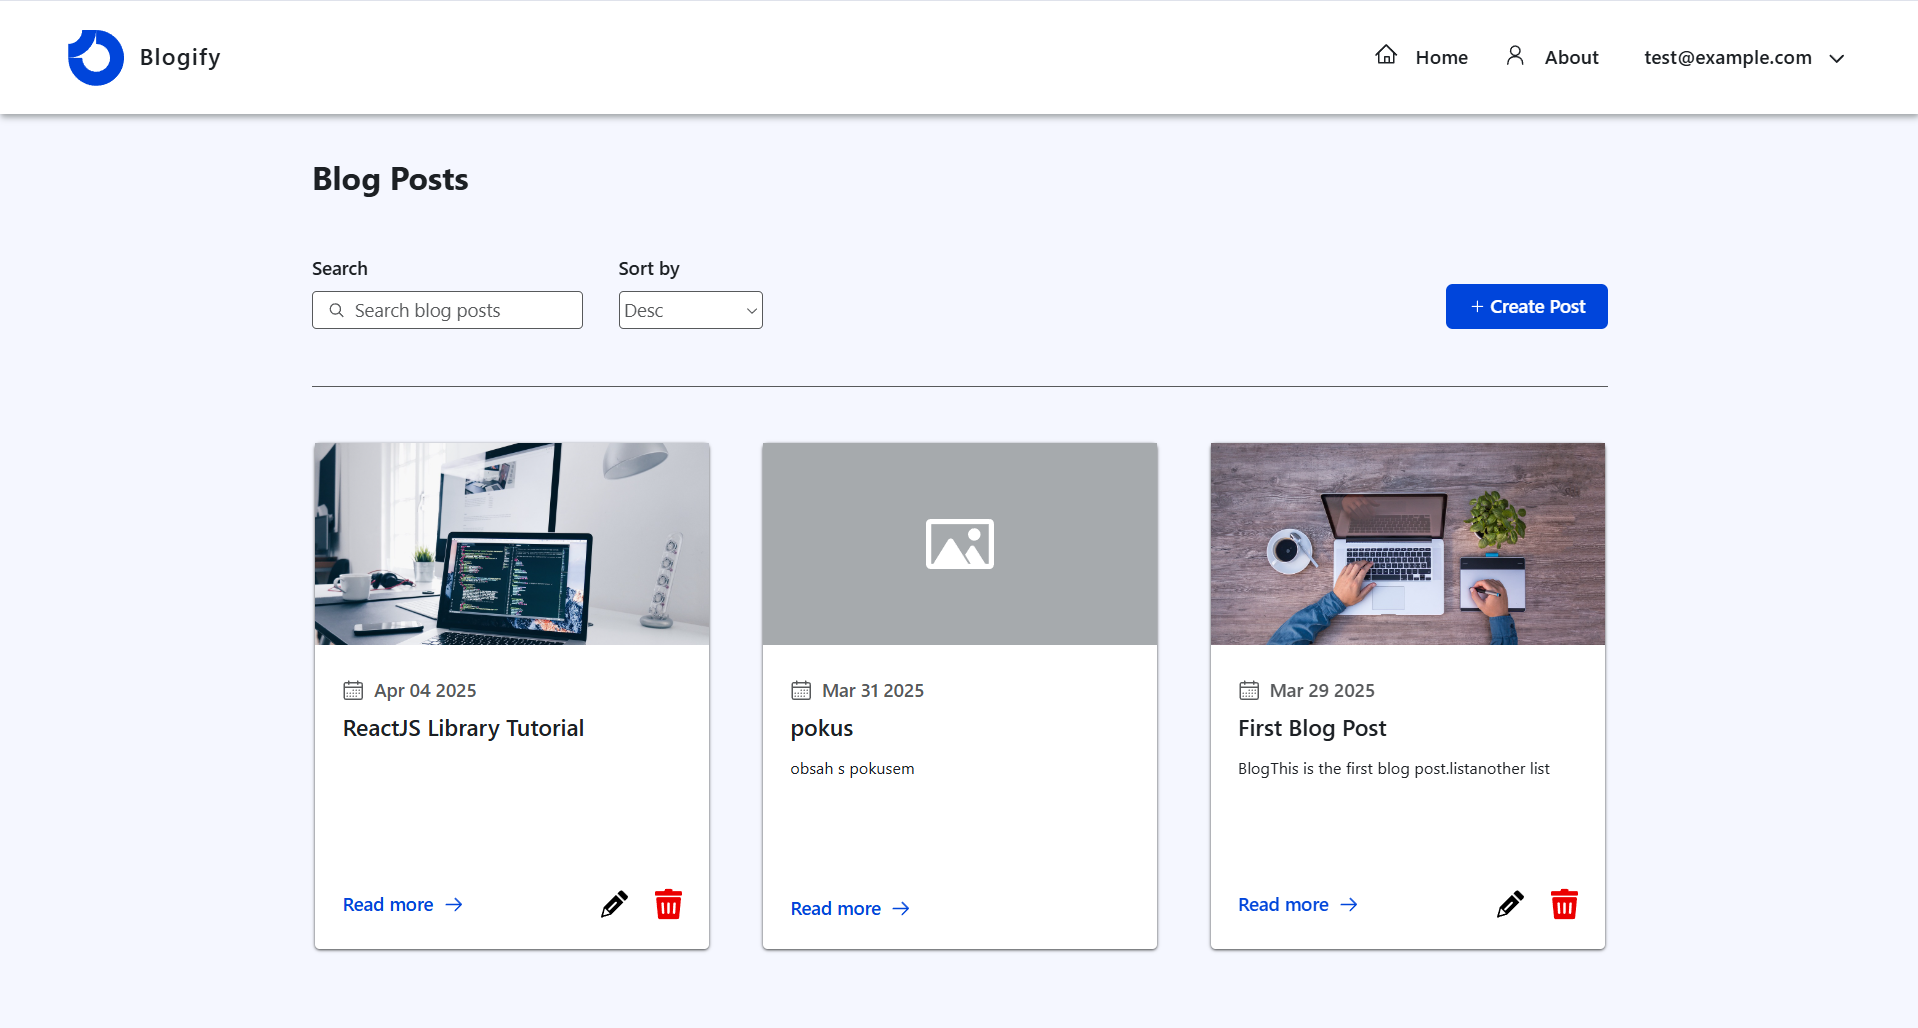 Blogify
Home
About
test@example.com
Blog Posts
Search
Sort by
Search blog posts
Desc
+ Create Post
Apr 04 2025
ReactJS Library Tutorial
Read more →
Mar 31 2025
pokus
obsah s pokusem
Read more →
Mar 29 2025
First Blog Post
BlogThis is the first blog post.listanother list
Read more →